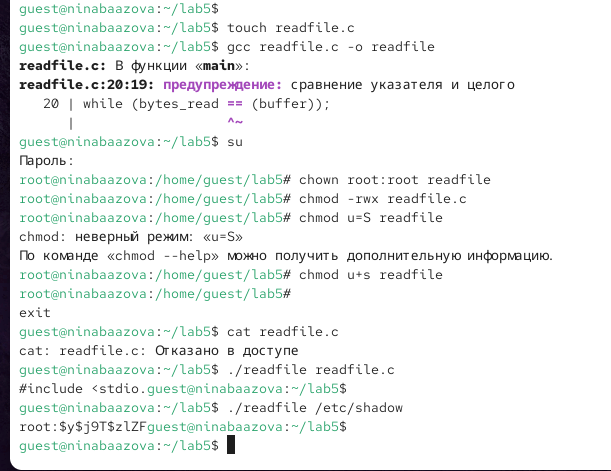 guest@ninabaazova:~/lab5$
guest@ninabaazova:~/lab5$ touch readfile.c
guest@ninabaazova:~/lab5$ gcc readfile.c -o readfile
readfile.c: В функции «main»:
readfile.c:20:19: предупреждение: сравнение указателя и целого
   20 | while (bytes_read == (buffer));
      |                   ^~
guest@ninabaazova:~/lab5$ su
Пароль:
root@ninabaazova:/home/guest/lab5# chown root:root readfile
root@ninabaazova:/home/guest/lab5# chmod -rwx readfile.c
root@ninabaazova:/home/guest/lab5# chmod u=S readfile
chmod: неверный режим: «u=S»
По команде «chmod --help» можно получить дополнительную информацию.
root@ninabaazova:/home/guest/lab5# chmod u+s readfile
root@ninabaazova:/home/guest/lab5#
exit
guest@ninabaazova:~/lab5$ cat readfile.c
cat: readfile.c: Отказано в доступе
guest@ninabaazova:~/lab5$ ./readfile readfile.c
#include <stdio.guest@ninabaazova:~/lab5$
guest@ninabaazova:~/lab5$ ./readfile /etc/shadow
root:$y$j9T$zlZFguest@ninabaazova:~/lab5$
guest@ninabaazova:~/lab5$